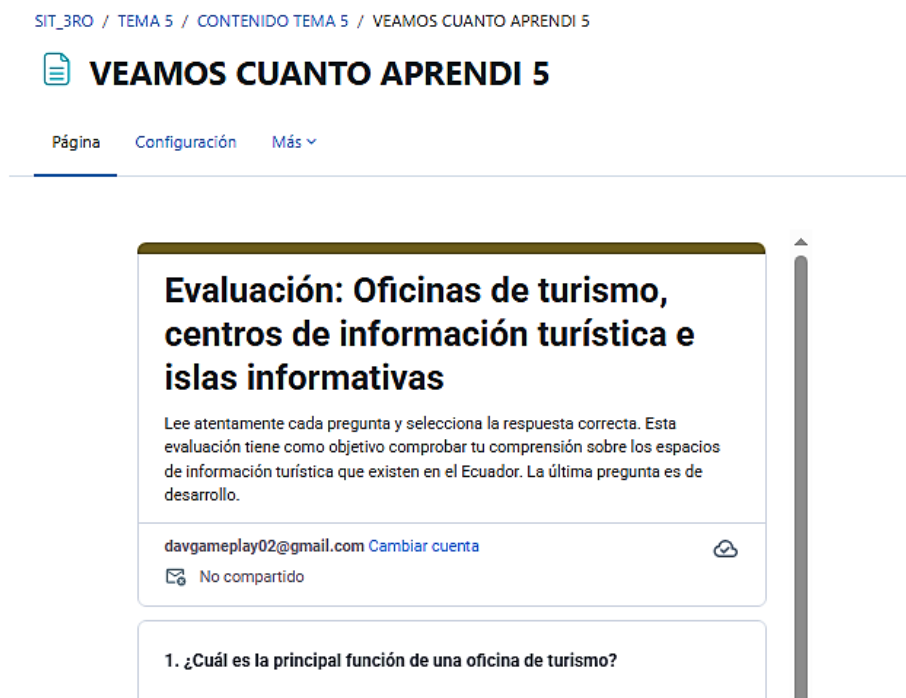 SIT_3RO / TEMA 5 / CONTENIDO TEMA 5 / VEAMOS CUANTO APRENDI 5
VEAMOS CUANTO APRENDI 5
Página Configuración Más
Evaluación: Oficinas de turismo,
centros de información turística e
islas informativas
Lee atentamente cada pregunta y selecciona la respuesta correcta. Esta
evaluación tiene como objetivo comprobar tu comprensión sobre los espacios
de información turística que existen en el Ecuador. La última pregunta es de
desarrollo.
davgameplay02@gmail.com Cambiar cuenta
No compartido
1. ¿Cuál es la principal función de una oficina de turismo?